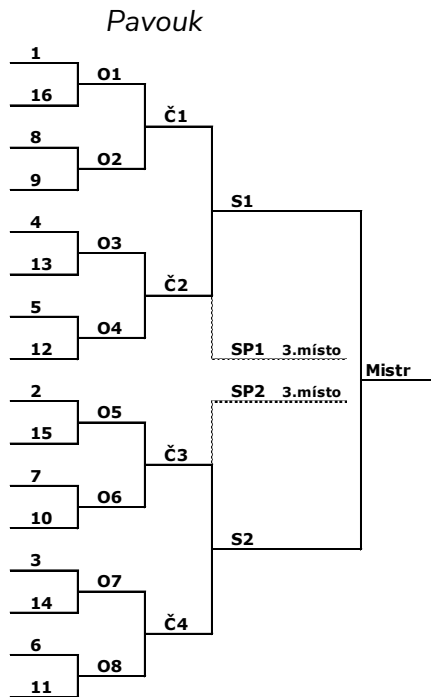 Pavouk
1
O1
16
Č1
8
O2
9
S1
4
O3
13
Č2
5
O4
12
SP1 3.místo
Mistr
2
SP2 3.místo
O5
15
Č3
7
O6
10
S2
3
O7
14
Č4
6
O8
11